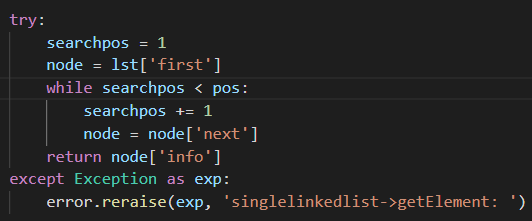 try:
    searchpos = 1
    node = lst['first']
    while searchpos < pos:
        searchpos += 1
        node = node['next']
    return node['info']
except Exception as exp:
    error.reraise(exp, 'singlelinkedlist->getElement: ')